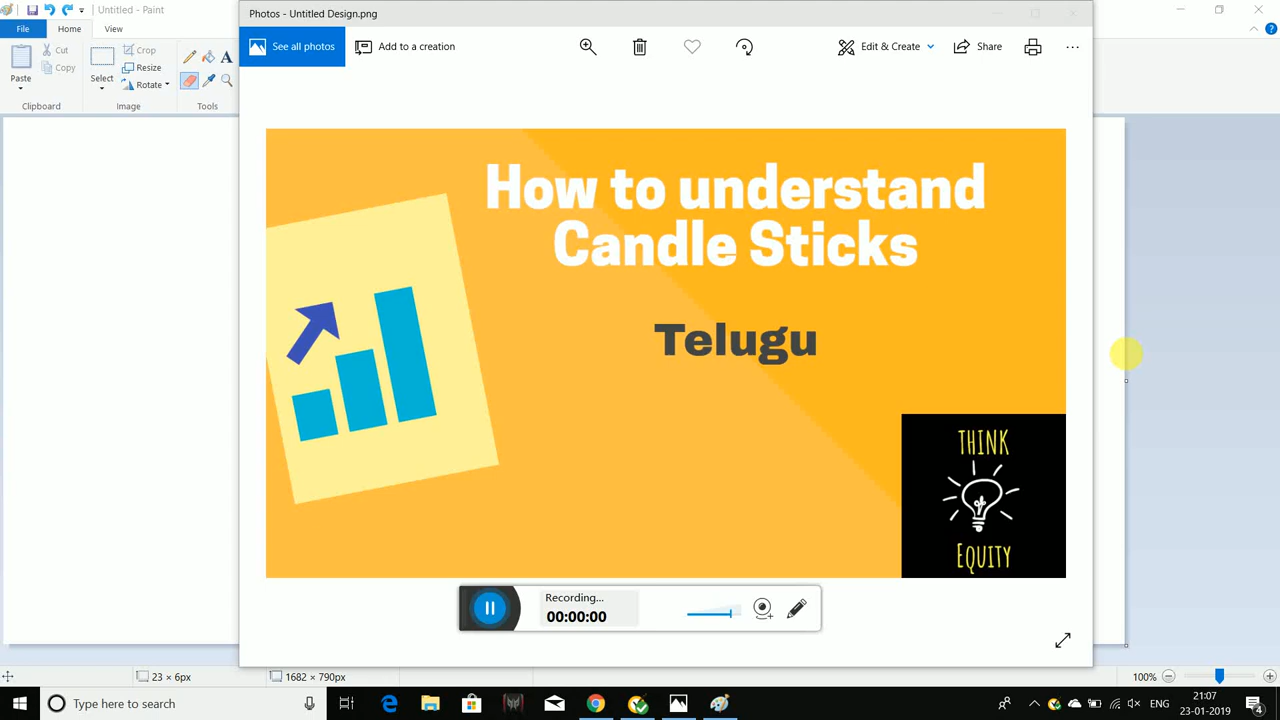 Untitled - Paint
File
Home
View
Paste
Cut
Copy
Clipboard
Select
Crop
Resize
Rotate
Image
A
Tools
Photos - Untitled Design.png
See all photos
Add to a creation
Edit & Create
Share
How to understand
Candle Sticks
Telugu
THINK
EQUITY
Recording...
00:00:00
23 × 6px
1682 × 790px
100%
Type here to search
ENG
21:07
23-01-2019
4